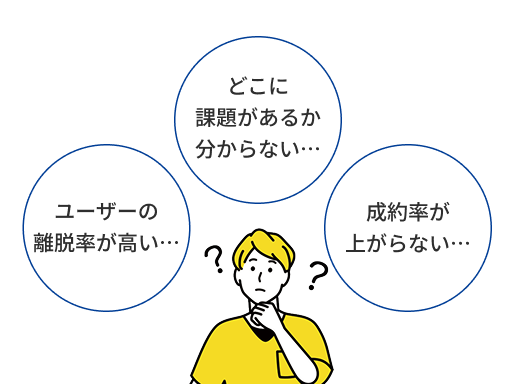 どこに
課題があるか
分からない…
ユーザーの
離脱率が高い…
成約率が
上がらない…
? ?